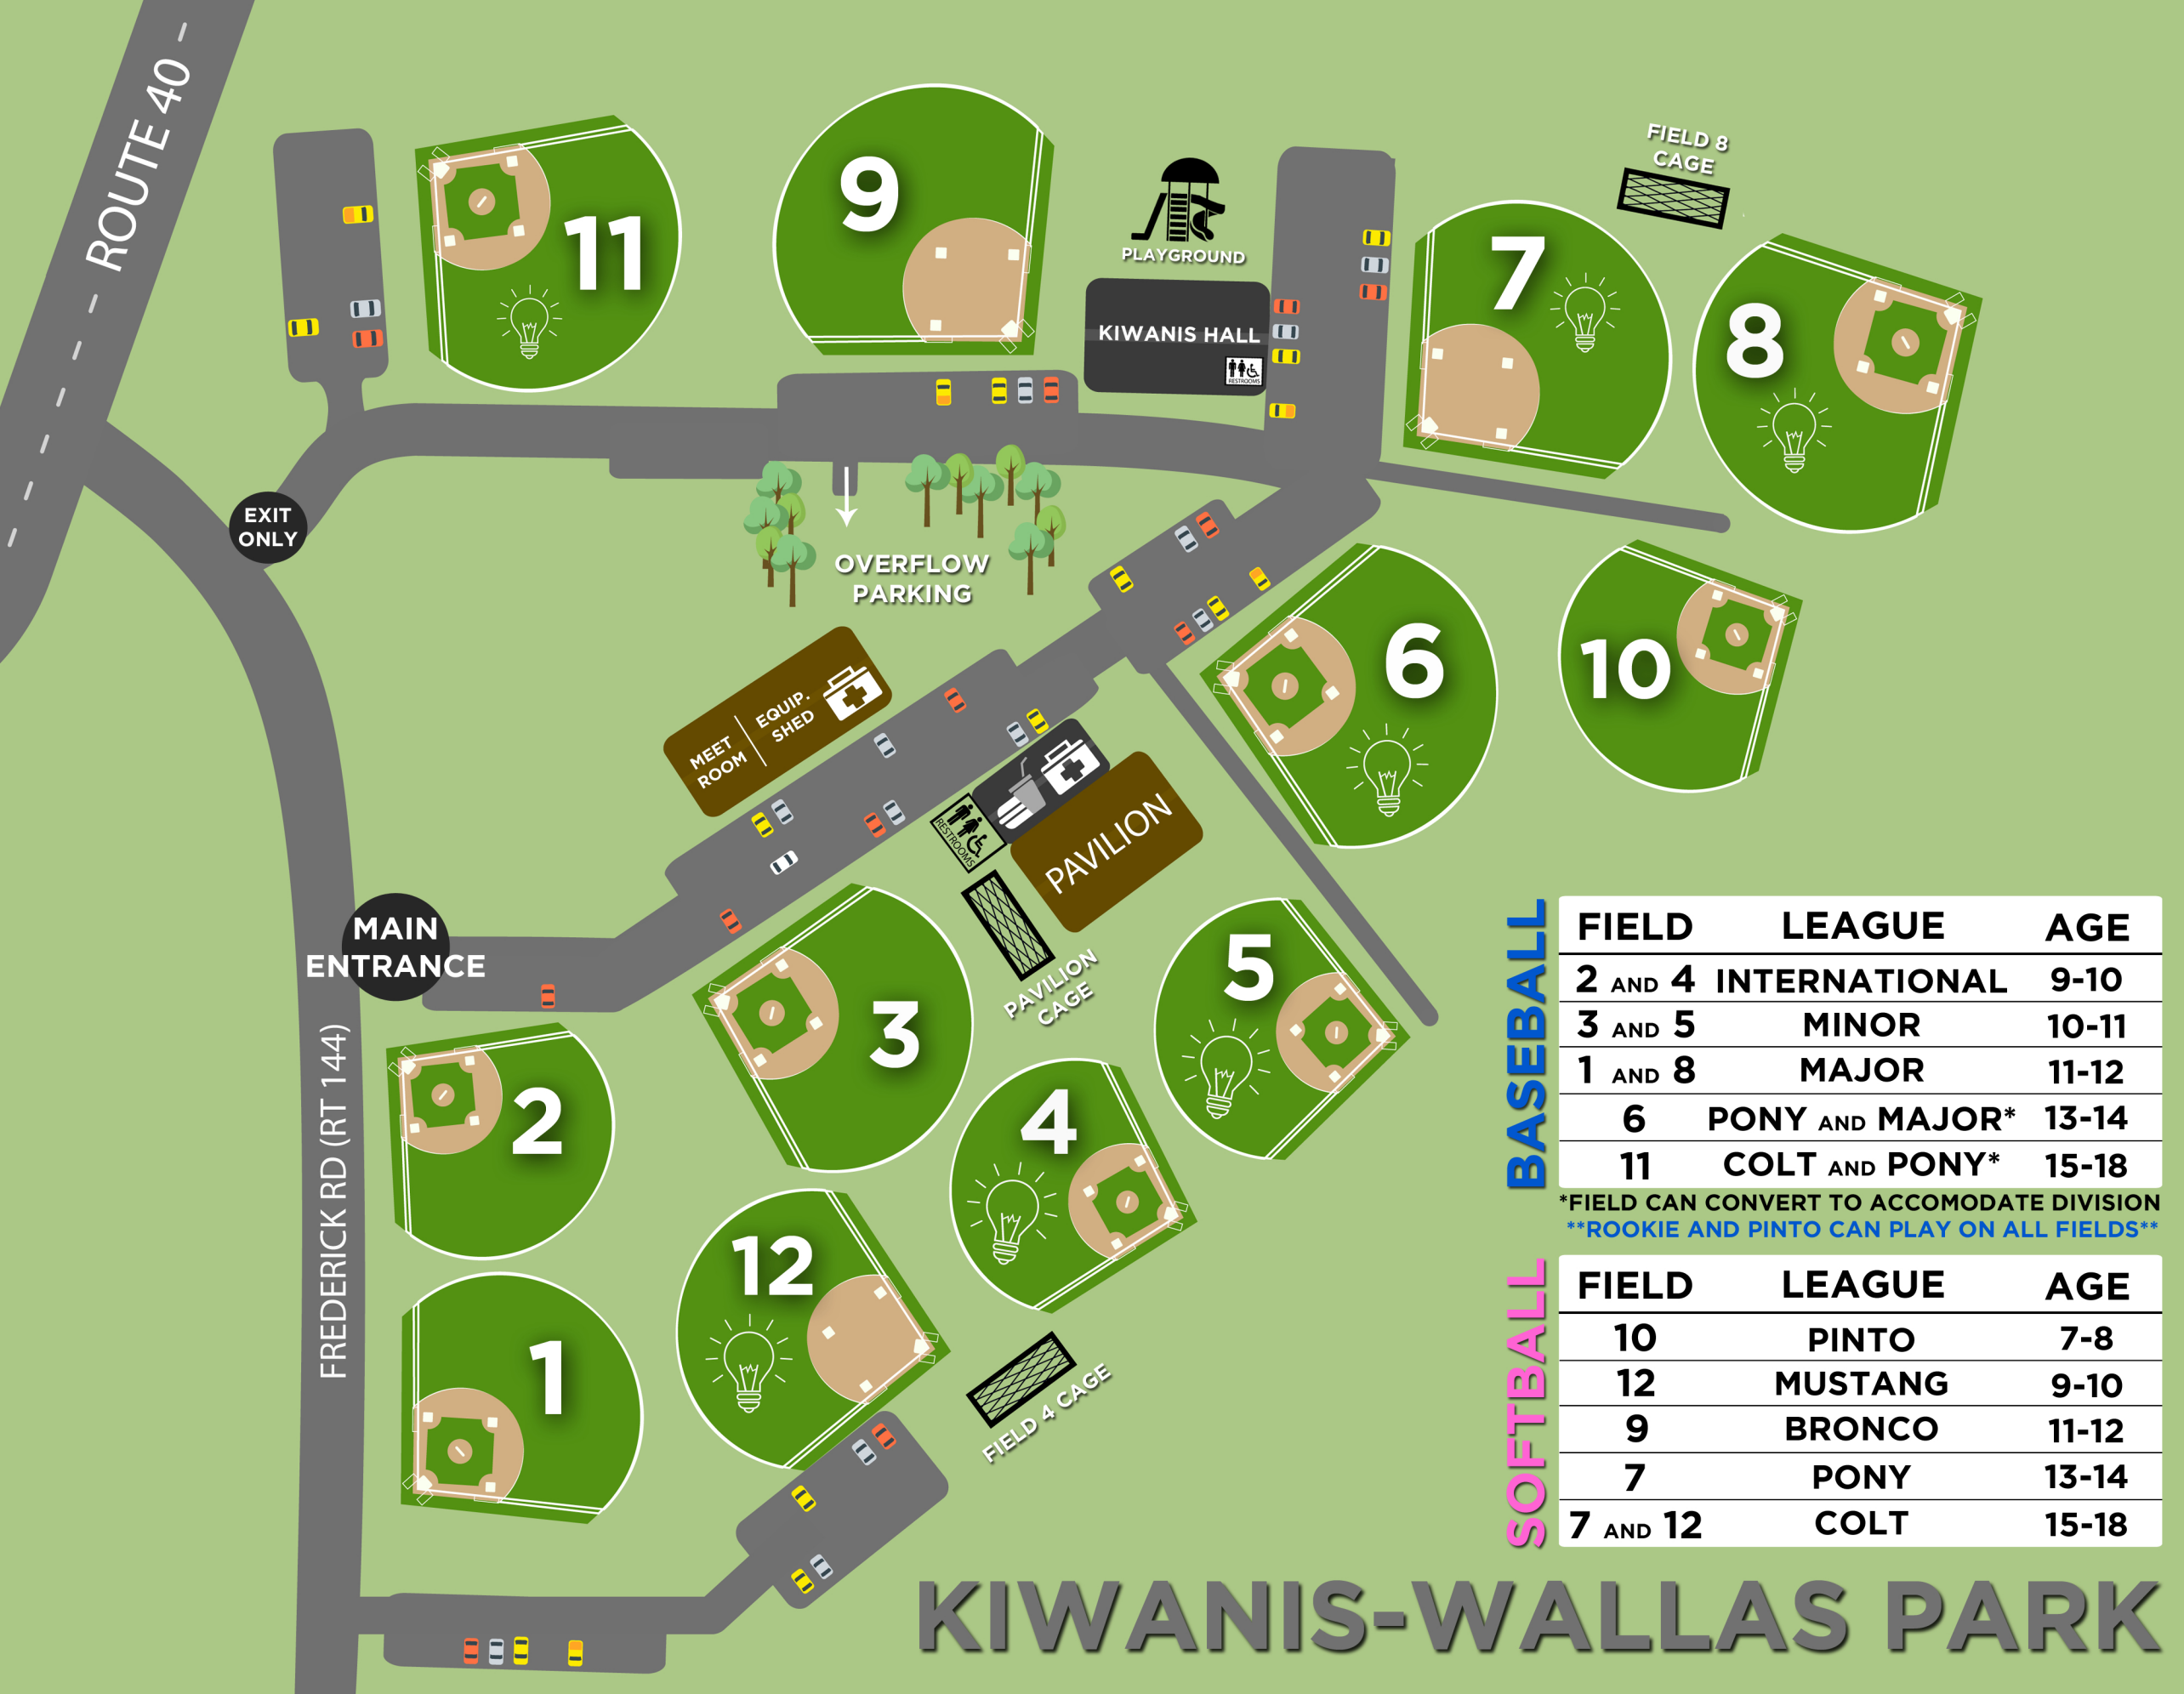 ROUTE 40
11
9
PLAYGROUND
KIWANIS HALL
RESTROOMS
FIELD 8
CAGE
7
8
EXIT
ONLY
OVERFLOW
PARKING
6
10
MEET
ROOM
EQUIP.
SHED
RESTROOMS
PAVILION
PAVILION
CAGE
MAIN
ENTRANCE
FREDERICK RD (RT 144)
2
3
5
4
12
1
FIELD 4 CAGE
BASEBALL
FIELD LEAGUE AGE
2 AND 4 INTERNATIONAL 9-10
3 AND 5 MINOR 10-11
1 AND 8 MAJOR 11-12
6 PONY AND MAJOR* 13-14
11 COLT AND PONY* 15-18
*FIELD CAN CONVERT TO ACCOMODATE DIVISION
**ROOKIE AND PINTO CAN PLAY ON ALL FIELDS**
SOFTBALL
FIELD LEAGUE AGE
10 PINTO 7-8
12 MUSTANG 9-10
9 BRONCO 11-12
7 PONY 13-14
7 AND 12 COLT 15-18
KIWANIS-WALLAS PARK